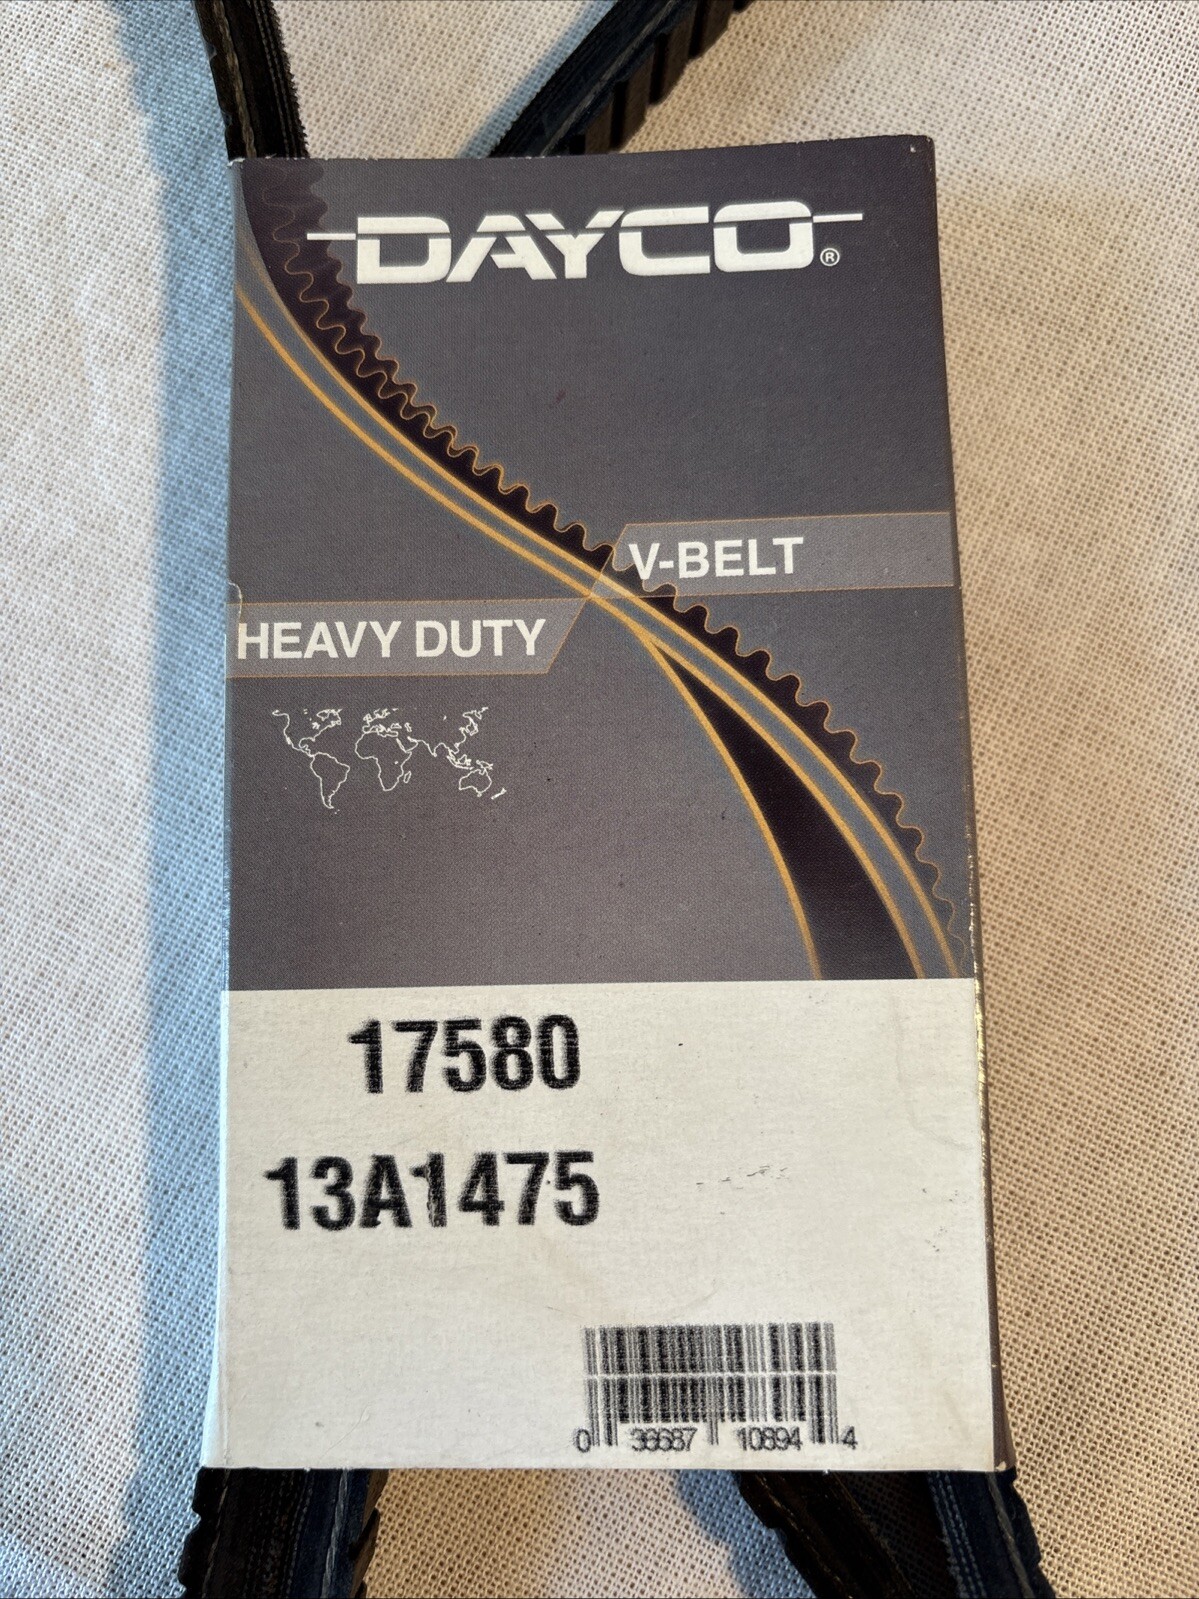 DAYCO®
V-BELT
HEAVY DUTY
17580
13A1475
0 36687 10894 4